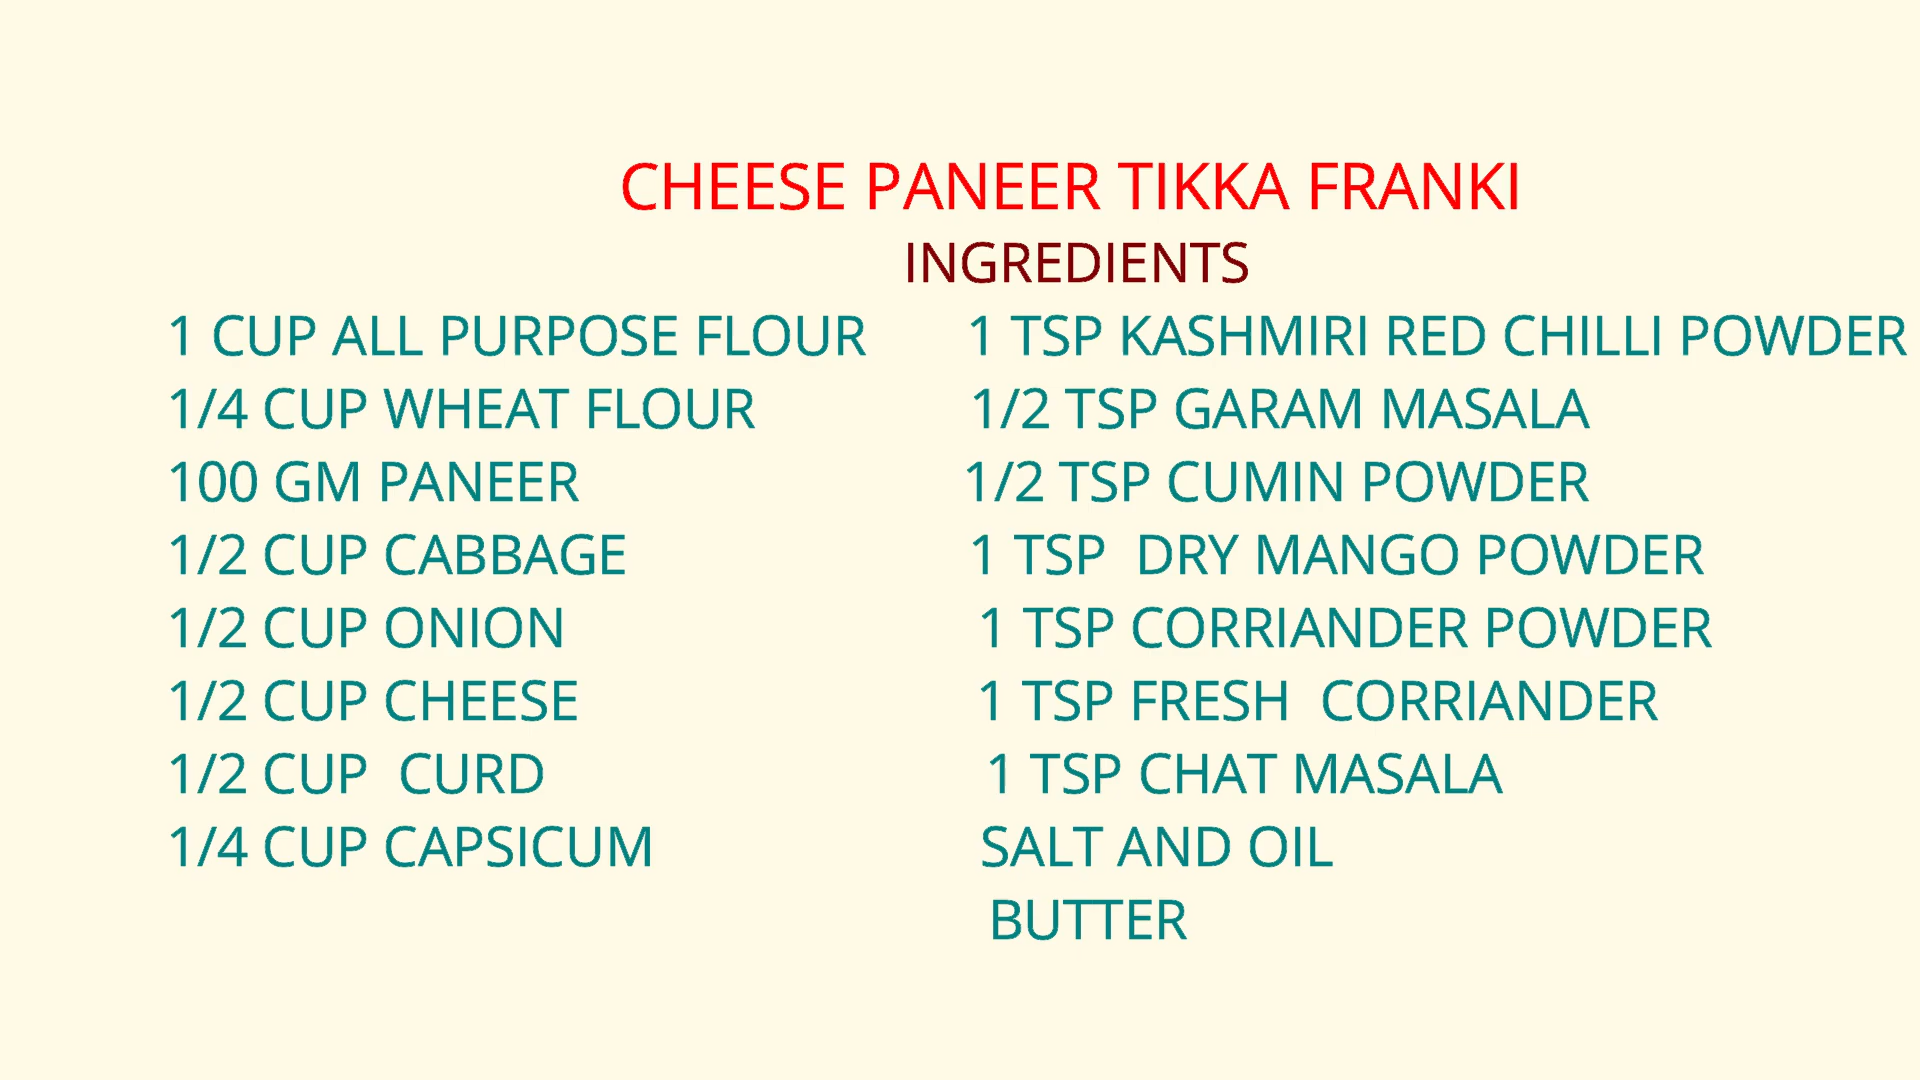 CHEESE PANEER TIKKA FRANKI
INGREDIENTS
1 CUP ALL PURPOSE FLOUR
1/4 CUP WHEAT FLOUR
100 GM PANEER
1/2 CUP CABBAGE
1/2 CUP ONION
1/2 CUP CHEESE
1/2 CUP  CURD
1/4 CUP CAPSICUM
1 TSP KASHMIRI RED CHILLI POWDER
1/2 TSP GARAM MASALA
1/2 TSP CUMIN POWDER
1 TSP  DRY MANGO POWDER
1 TSP CORRIANDER POWDER
1 TSP FRESH  CORRIANDER
1 TSP CHAT MASALA
SALT AND OIL
BUTTER